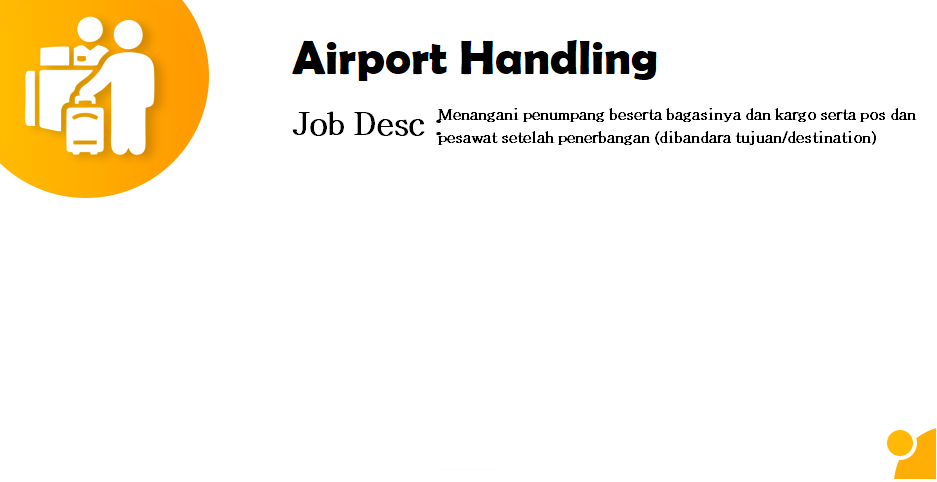 Airport Handling
Job Desc : Menangani penumpang beserta bagasinya dan kargo serta pos dan
pesawat setelah penerbangan (dibandara tujuan/destination)